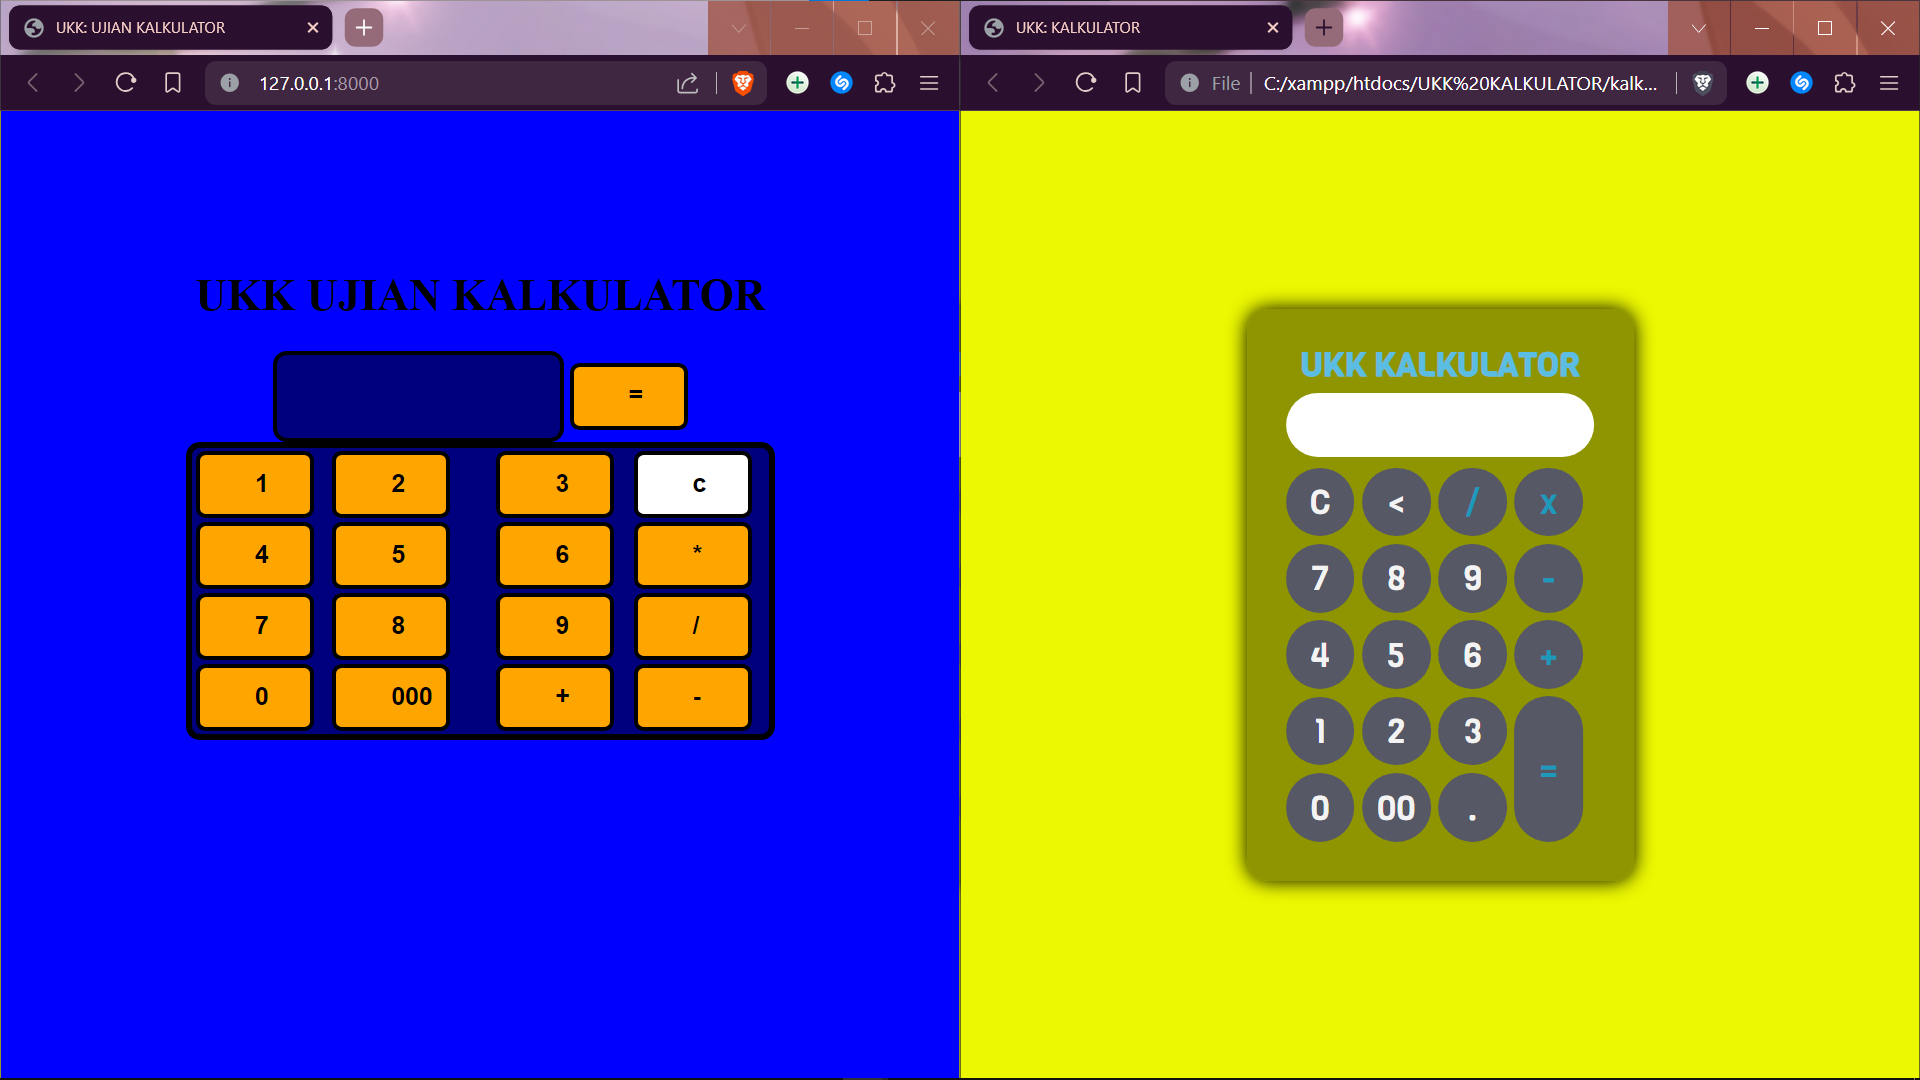 UKK: UJIAN KALKULATOR
127.0.0.1:8000
UKK UJIAN KALKULATOR
=
1 2 3 c
4 5 6 *
7 8 9 /
0 000 + -
UKK: KALKULATOR
File C:/xampp/htdocs/UKK%20KALKULATOR/kalk...
UKK KALKULATOR
C < / x
7 8 9 -
4 5 6 +
1 2 3
=
0 00 .